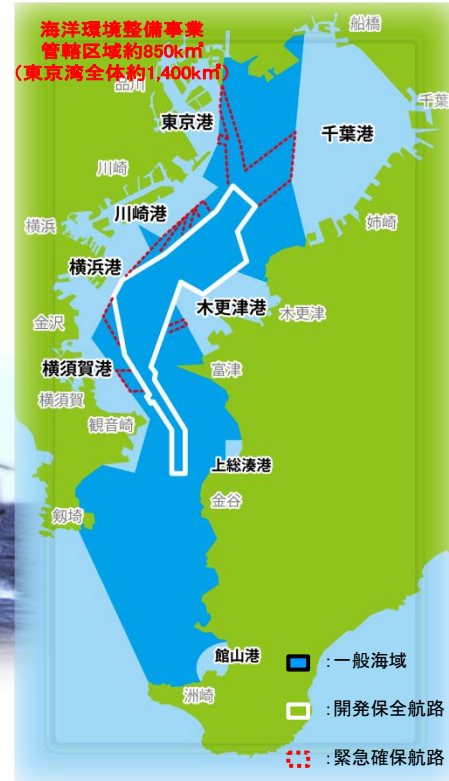 海洋環境整備事業
管轄区域約850k㎡
(東京湾全体約1,400k㎡)
船橋
品川
千葉
東京港
千葉港
川崎
川崎港
姉崎
横浜
横浜港
木更津港
木更津
金沢
横須賀港
富津
横須賀
観音崎
上総湊港
金谷
剱埼
館山港
:一般海域
洲崎
:開発保全航路
:緊急確保航路